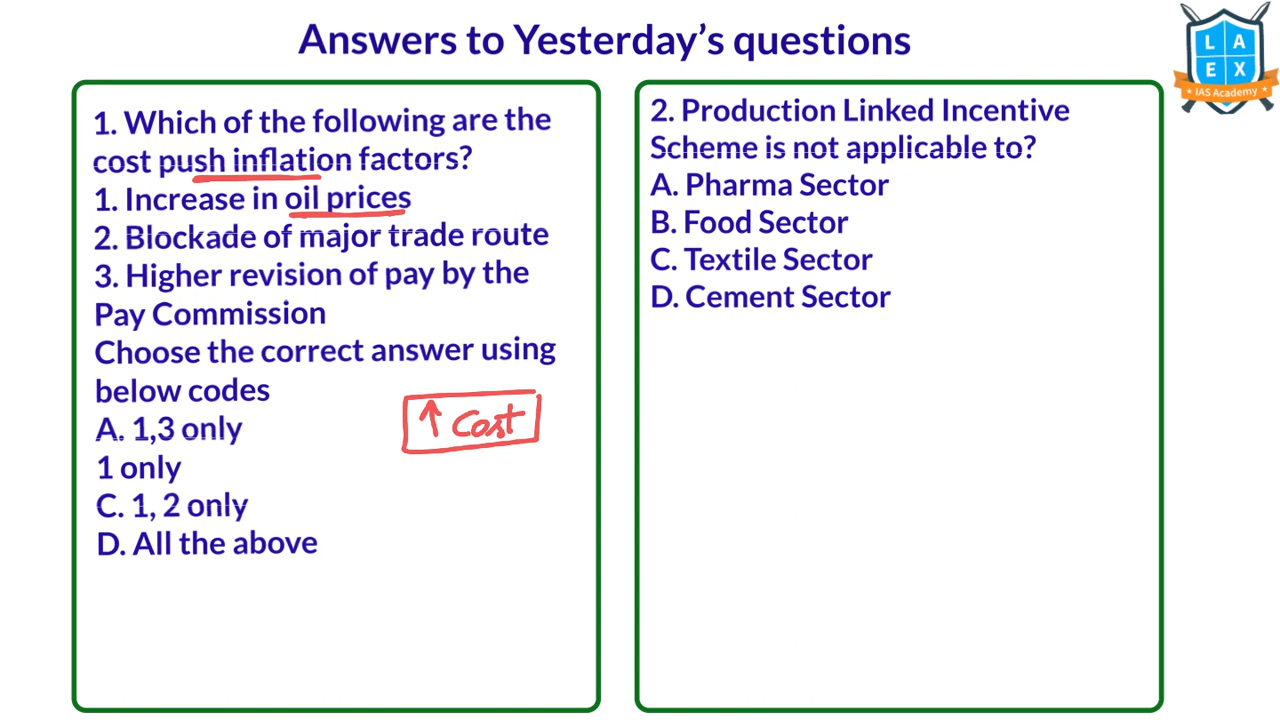 Answers to Yesterday's questions
L A
E X
IAS Academy
1. Which of the following are the
cost push inflation factors?
1. Increase in oil prices
2. Blockade of major trade route
3. Higher revision of pay by the
Pay Commission
Choose the correct answer using
below codes
A. 1,3 only
1 only
C. 1, 2 only
D. All the above
↑ Cost
2. Production Linked Incentive
Scheme is not applicable to?
A. Pharma Sector
B. Food Sector
C. Textile Sector
D. Cement Sector